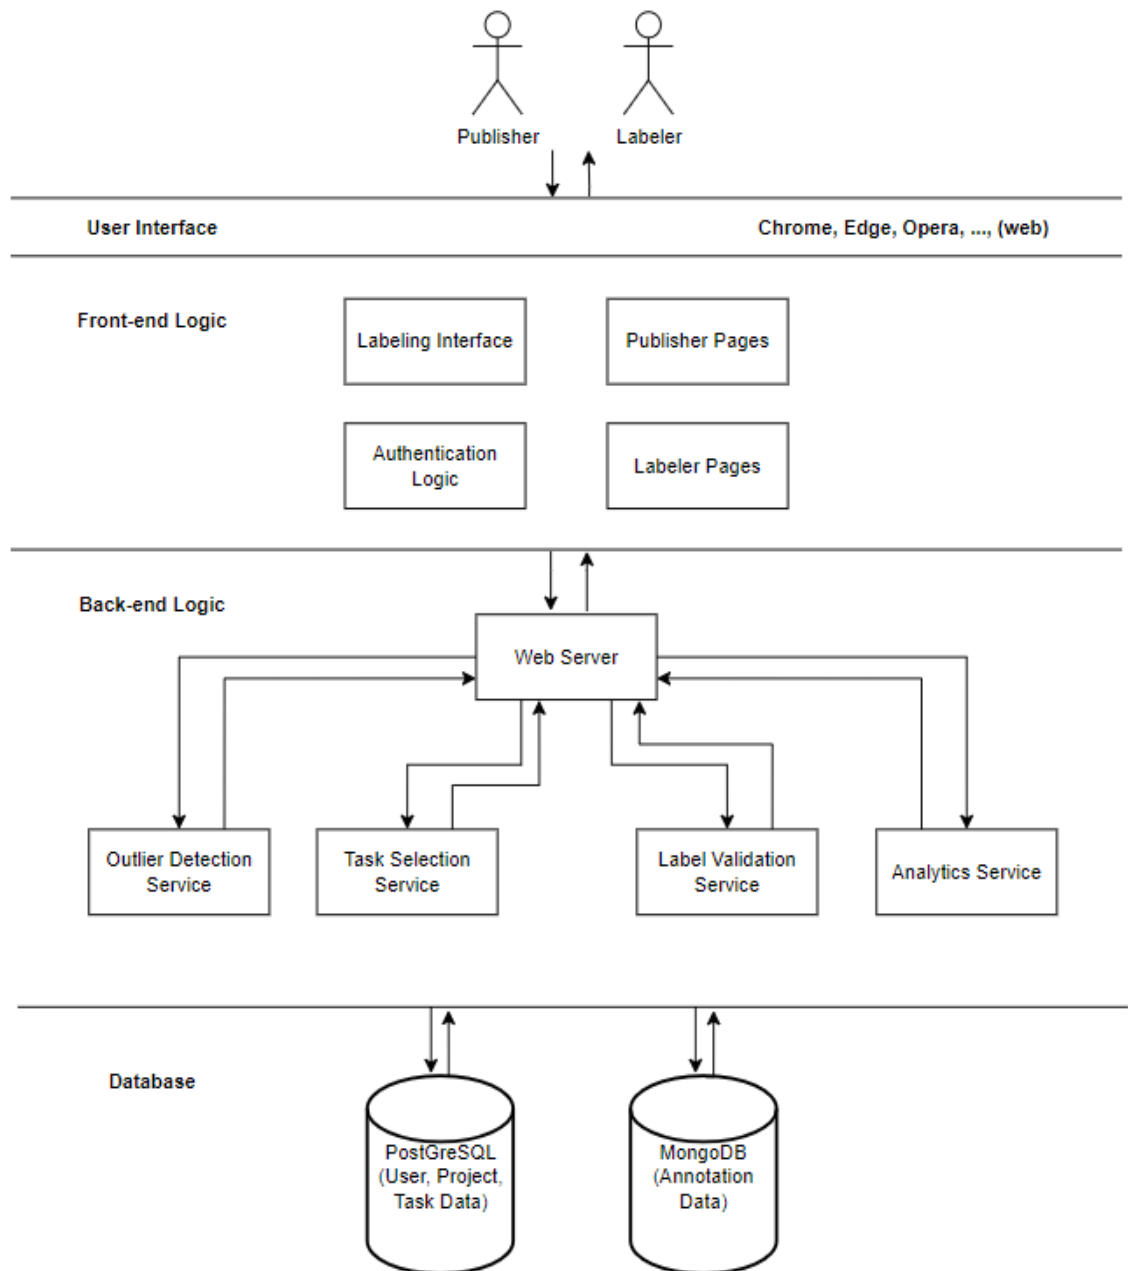 Publisher
Labeler
User Interface
Chrome, Edge, Opera, ..., (web)
Front-end Logic
Labeling Interface
Publisher Pages
Authentication
Logic
Labeler Pages
Back-end Logic
Web Server
Outlier Detection
Service
Task Selection
Service
Label Validation
Service
Analytics Service
Database
PostGreSQL
(User, Project,
Task Data)
MongoDB
(Annotation
Data)